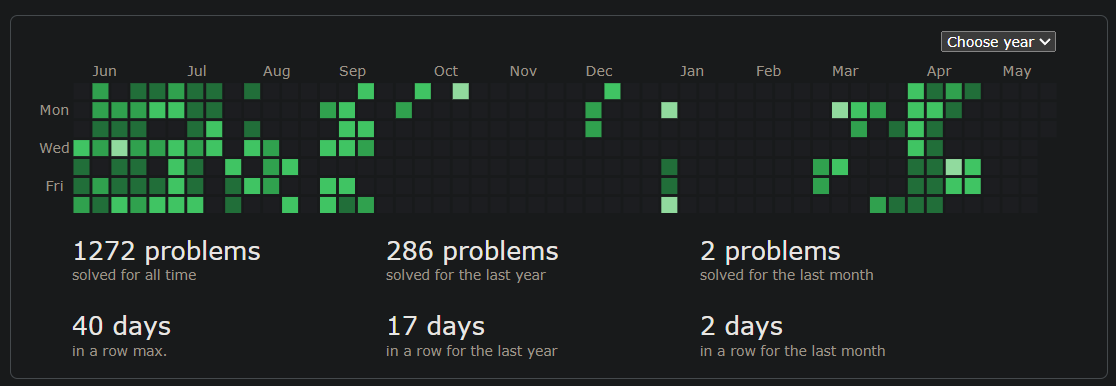 Choose year
Jun Jul Aug Sep Oct Nov Dec Jan Feb Mar Apr May
Mon
Wed
Fri
1272 problems 286 problems 2 problems
solved for all time solved for the last year solved for the last month
40 days 17 days 2 days
in a row max. in a row for the last year in a row for the last month